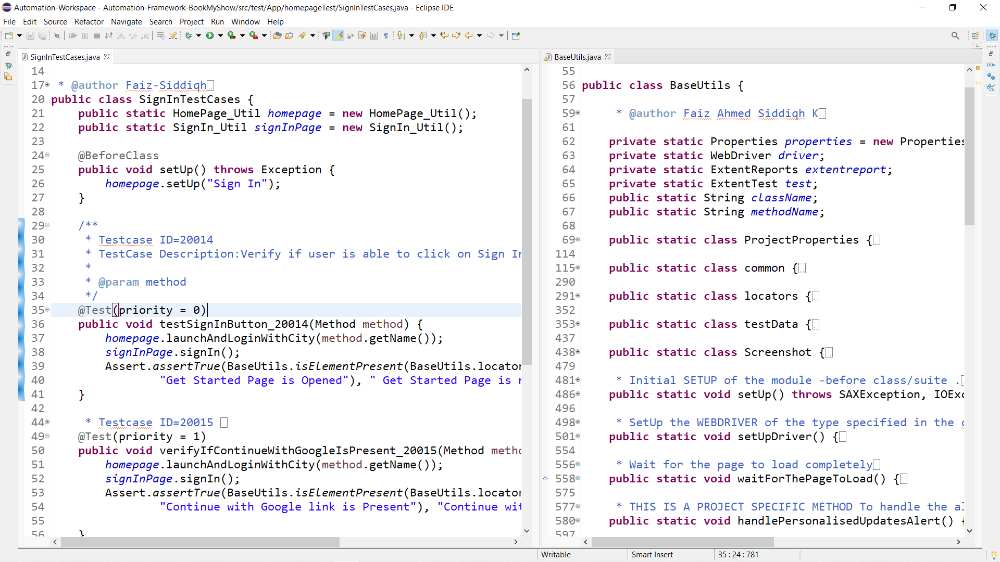 Automation-Workspace - Automation-Framework-BookMyShow/src/test/App/homepageTest/SignInTestCases.java - Eclipse IDE
File Edit Source Refactor Navigate Search Project Run Window Help
SignInTestCases.java
14
17 * @author Faiz-Siddiqh
20 public class SignInTestCases {
21 public static HomePage_Util homepage = new HomePage_Util();
22 public static SignIn_Util signInPage = new SignIn_Util();
23
24 @BeforeClass
25 public void setUp() throws Exception {
26 homepage.setUp("Sign In");
27 }
28
29 /**
30 * Testcase ID=20014
31 * TestCase Description:Verify if user is able to click on Sign In
32 *
33 * @param method
34 */
35 @Test(priority = 0)
36 public void testSignInButton_20014(Method method) {
37 homepage.launchAndLoginWithCity(method.getName());
38 signInPage.signIn();
39 Assert.assertTrue(BaseUtils.isElementPresent(BaseUtils.locator
40 "Get Started Page is Opened"), " Get Started Page is
41 }
42
44 * Testcase ID=20015
49 @Test(priority = 1)
50 public void verifyIfContinueWithGoogleIsPresent_20015(Method metho
51 homepage.launchAndLoginWithCity(method.getName());
52 signInPage.signIn();
53 Assert.assertTrue(BaseUtils.isElementPresent(BaseUtils.locator
54 "Continue with Google link is Present"), "Continue wit
55
56 }
BaseUtils.java
55
56 public class BaseUtils {
57
59 * @author Faiz Ahmed Siddiqh K
61
62 private static Properties properties = new Properties
63 private static WebDriver driver;
64 private static ExtentReports extentreport;
65 private static ExtentTest test;
66 public static String className;
67 public static String methodName;
68
69 public static class ProjectProperties {
114
115 public static class common {
290
291 public static class locators {
352
353 public static class testData {
437
438 public static class Screenshot {
479
481 * Initial SETUP of the module -before class/suite .
486 public static void setUp() throws SAXException, IOExc
496
498 * SetUp the WEBDRIVER of the type specified in the
501 public static void setUpDriver() {
554
556 * Wait for the page to load completely
558 public static void waitForThePageToLoad() {
575
577 * THIS IS A PROJECT SPECIFIC METHOD To handle the al
580 public static void handlePersonalisedUpdatesAlert() {
597
Writable Smart Insert 35 : 24 : 781